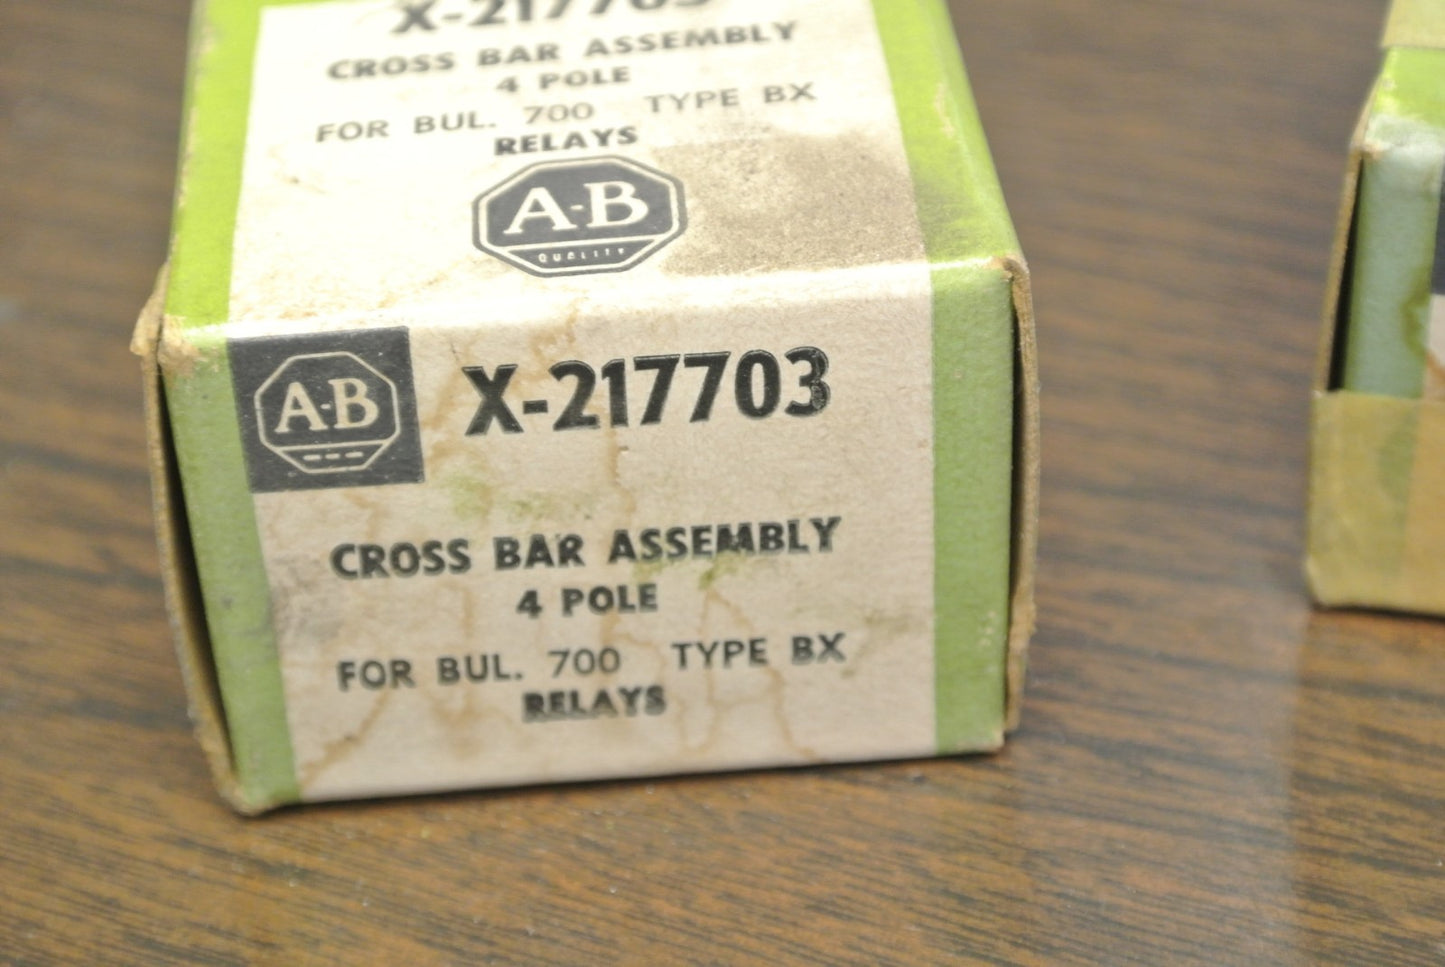 X-217703
CROSS BAR ASSEMBLY
4 POLE
FOR BUL. 700 TYPE BX
RELAYS
A-B
QUALITY
A-B
X-217703
CROSS BAR ASSEMBLY
4 POLE
FOR BUL. 700 TYPE BX
RELAYS